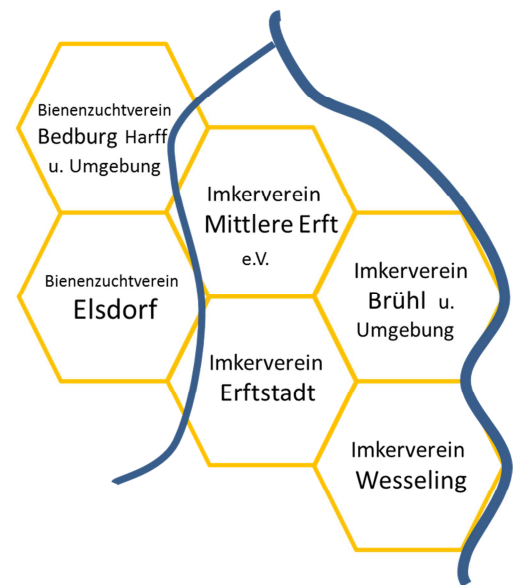 Bienenzuchtverein
Bedburg Harff
u. Umgebung
Imkerverein
Mittlere Erft
e.V.
Bienenzuchtverein
Elsdorf
Imkerverein
Brühl u.
Umgebung
Imkerverein
Erftstadt
Imkerverein
Wesseling